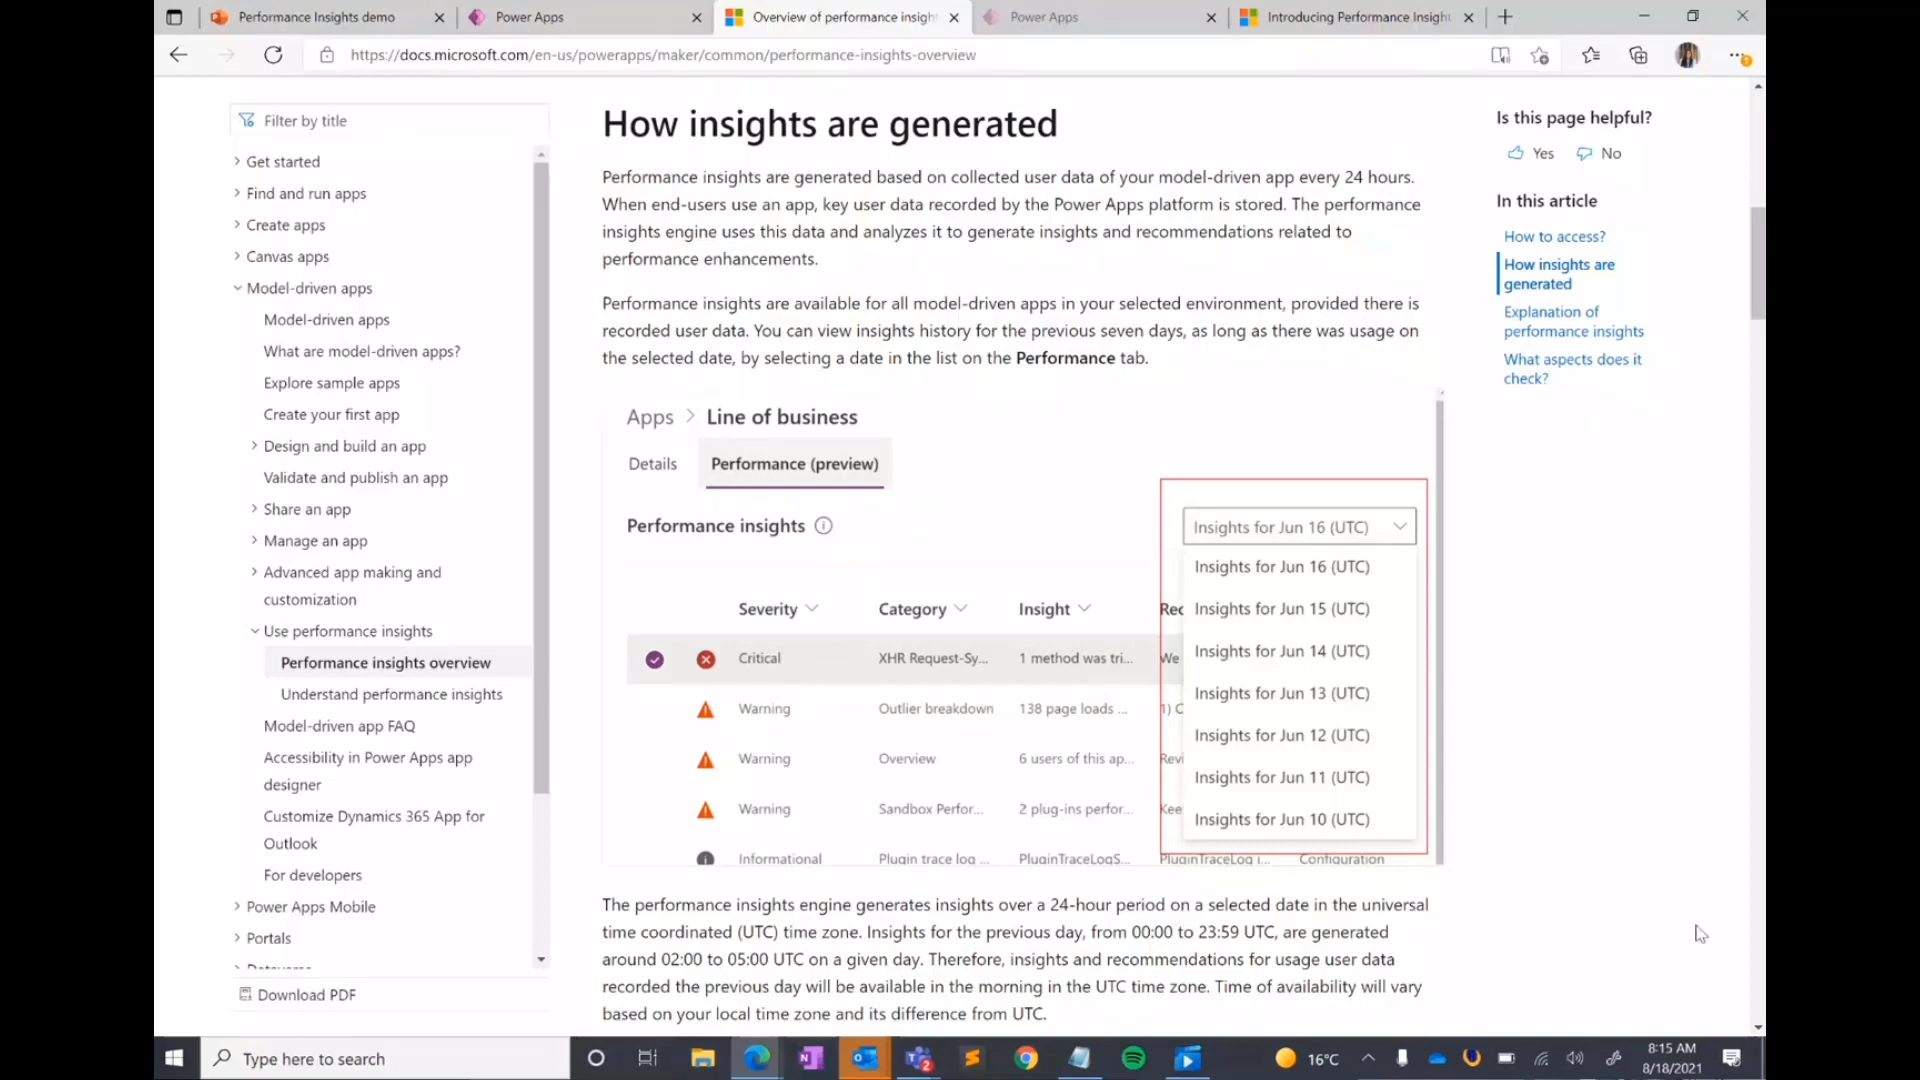 Performance Insights demo
Power Apps
Overview of performance insigh
Power Apps
Introducing Performance Insight
https://docs.microsoft.com/en-us/powerapps/maker/common/performance-insights-overview
Filter by title
Get started
Find and run apps
Create apps
Canvas apps
Model-driven apps
Model-driven apps
What are model-driven apps?
Explore sample apps
Create your first app
Design and build an app
Validate and publish an app
Share an app
Manage an app
Advanced app making and
customization
Use performance insights
Performance insights overview
Understand performance insights
Model-driven app FAQ
Accessibility in Power Apps app
designer
Customize Dynamics 365 App for
Outlook
For developers
Power Apps Mobile
Portals
Download PDF
How insights are generated
Performance insights are generated based on collected user data of your model-driven app every 24 hours.
When end-users use an app, key user data recorded by the Power Apps platform is stored. The performance
insights engine uses this data and analyzes it to generate insights and recommendations related to
performance enhancements.
Performance insights are available for all model-driven apps in your selected environment, provided there is
recorded user data. You can view insights history for the previous seven days, as long as there was usage on
the selected date, by selecting a date in the list on the Performance tab.
Apps > Line of business
Details Performance (preview)
Performance insights
Insights for Jun 16 (UTC)
Insights for Jun 16 (UTC)
Insights for Jun 15 (UTC)
Insights for Jun 14 (UTC)
Insights for Jun 13 (UTC)
Insights for Jun 12 (UTC)
Insights for Jun 11 (UTC)
Insights for Jun 10 (UTC)
Severity Category Insight Rec
Critical XHR Request-Sy... 1 method was tri... We
Warning Outlier breakdown 138 page loads ... 1) C
Warning Overview 6 users of this ap... Revi
Warning Sandbox Perfor... 2 plug-ins perfor... Kee
Informational Plugin trace log ... PluginTraceLogS... PluginTraceLog i... Configuration
The performance insights engine generates insights over a 24-hour period on a selected date in the universal
time coordinated (UTC) time zone. Insights for the previous day, from 00:00 to 23:59 UTC, are generated
around 02:00 to 05:00 UTC on a given day. Therefore, insights and recommendations for usage user data
recorded the previous day will be available in the morning in the UTC time zone. Time of availability will vary
based on your local time zone and its difference from UTC.
Is this page helpful?
Yes No
In this article
How to access?
How insights are
generated
Explanation of
performance insights
What aspects does it
check?
Type here to search
16°C
8:15 AM
8/18/2021